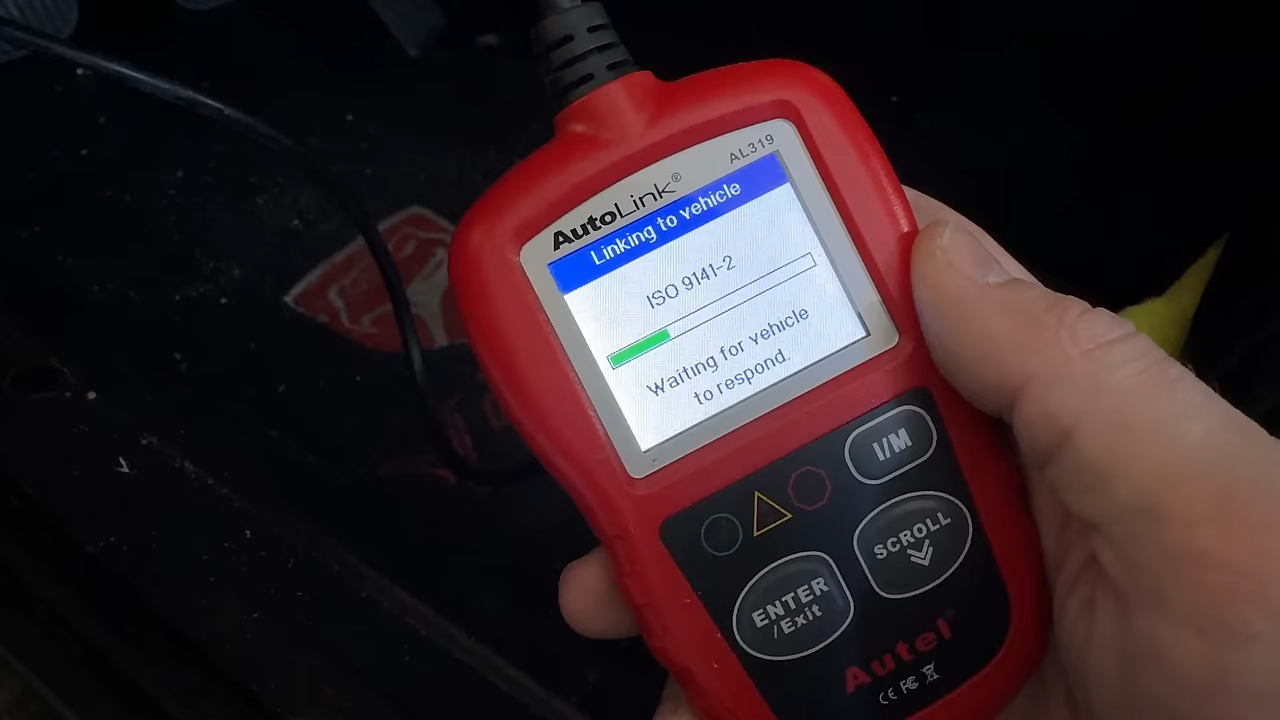 AL319
AutoLink®
Linking to vehicle
ISO 9141-2
Waiting for vehicle
to respond.
I/M
SCROLL
ENTER
/Exit
Autel
CE FC